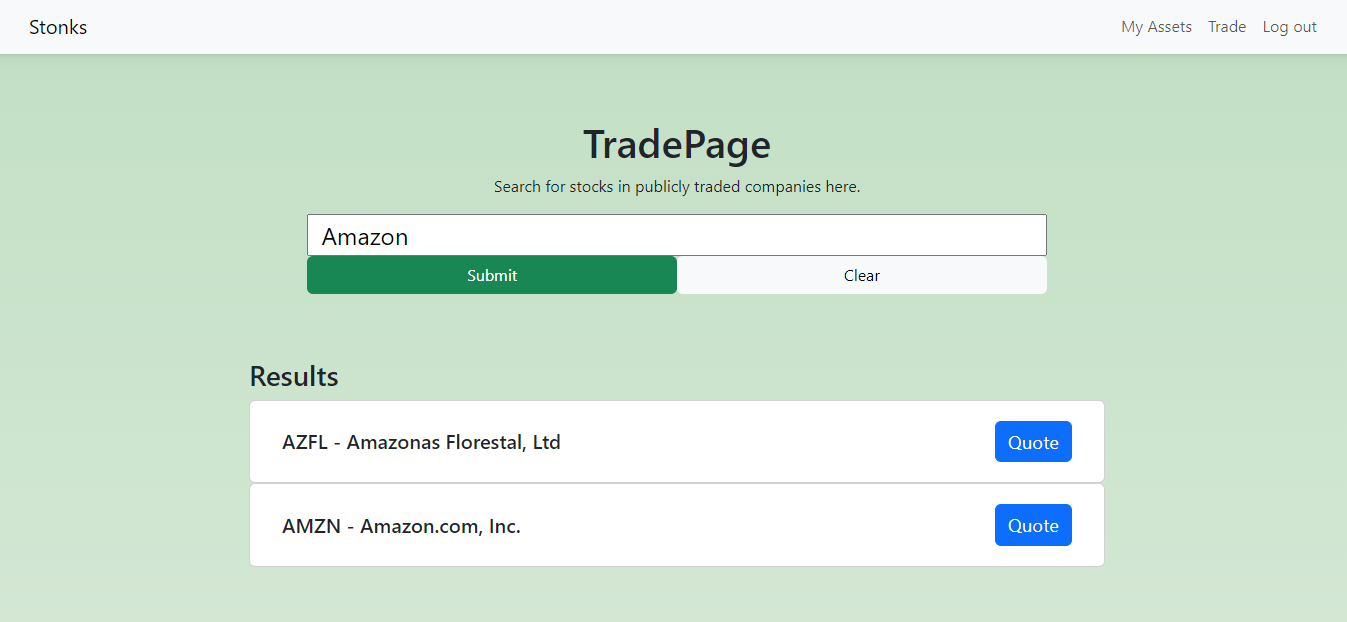 Stonks
My Assets Trade Log out
TradePage
Search for stocks in publicly traded companies here.
Amazon
Submit Clear
Results
AZFL - Amazonas Florestal, Ltd Quote
AMZN - Amazon.com, Inc. Quote